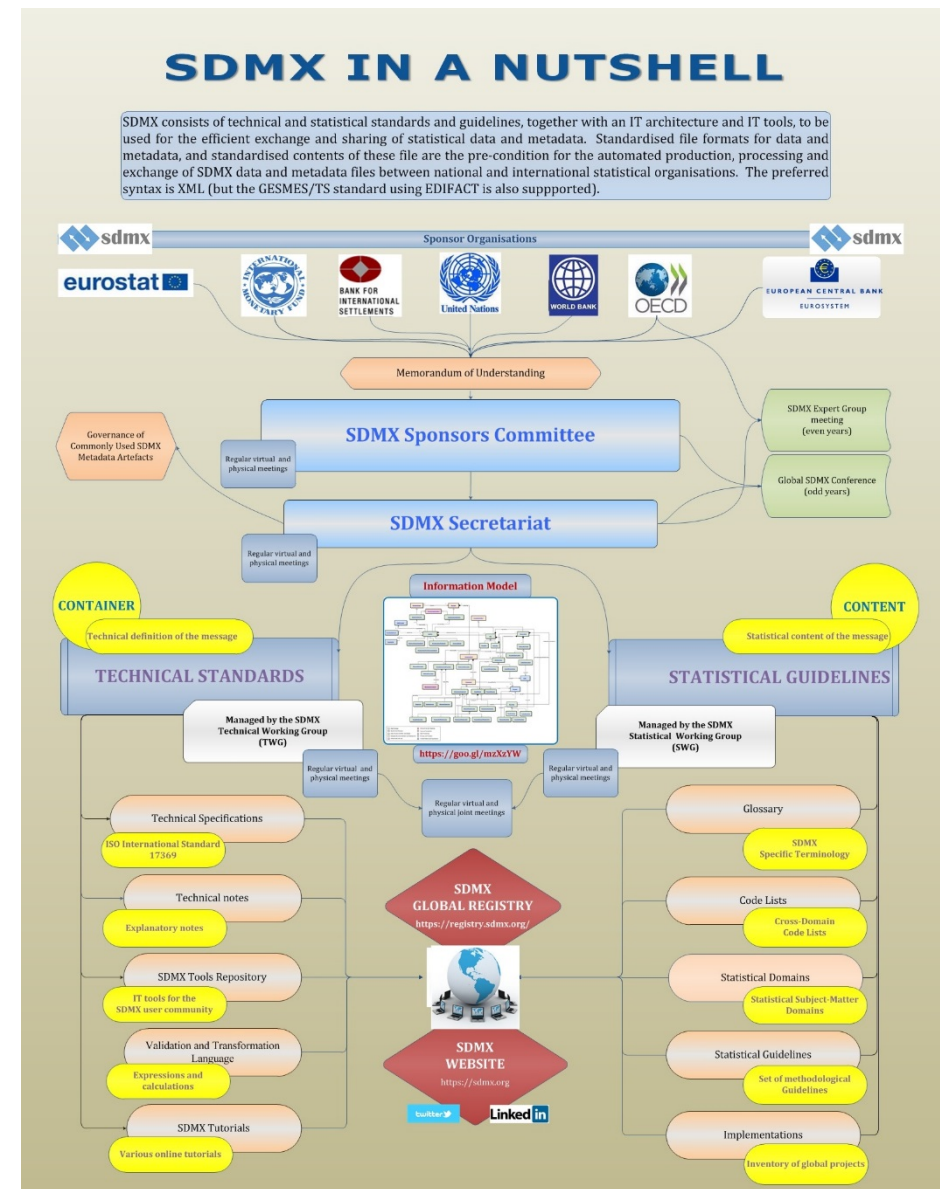 SDMX IN A NUTSHELL
SDMX consists of technical and statistical standards and guidelines, together with an IT architecture and IT tools, to be
used for the efficient exchange and sharing of statistical data and metadata. Standardised file formats for data and
metadata, and standardised contents of these file are the pre-condition for the automated production, processing and
exchange of SDMX data and metadata files between national and international statistical organisations. The preferred
syntax is XML (but the GESMES/TS standard using EDIFACT is also suppported).
sdmx
Sponsor Organisations
sdmx
eurostat
INTERNATIONAL MONETARY FUND
BANK FOR
INTERNATIONAL
SETTLEMENTS
United Nations
WORLD BANK
OECD
EUROPEAN CENTRAL BANK
EUROSYSTEM
Memorandum of Understanding
SDMX Sponsors Committee
Regular virtual and
physical meetings
SDMX Expert Group
meeting
(even years)
Governance of
Commonly Used SDMX
Metadata Artefacts
Global SDMX Conference
(odd years)
SDMX Secretariat
Regular virtual and
physical meetings
Information Model
https://goo.gl/mzXzYW
CONTAINER
Technical definition of the message
TECHNICAL STANDARDS
Managed by the SDMX
Technical Working Group
(TWG)
Regular virtual and
physical meetings
CONTENT
Statistical content of the message
STATISTICAL GUIDELINES
Managed by the SDMX
Statistical Working Group
(SWG)
Regular virtual and
physical meetings
Regular virtual and
physical joint meetings
Technical Specifications
ISO International Standard
17369
Technical notes
Explanatory notes
SDMX Tools Repository
IT tools for the
SDMX user community
Validation and Transformation
Language
Expressions and
calculations
SDMX Tutorials
Various online tutorials
SDMX
GLOBAL REGISTRY
https://registry.sdmx.org/
SDMX
WEBSITE
https://sdmx.org
twitter
Linked in
Glossary
SDMX
Specific Terminology
Code Lists
Cross-Domain
Code Lists
Statistical Domains
Statistical Subject-Matter
Domains
Statistical Guidelines
Set of methodological
Guidelines
Implementations
Inventory of global projects